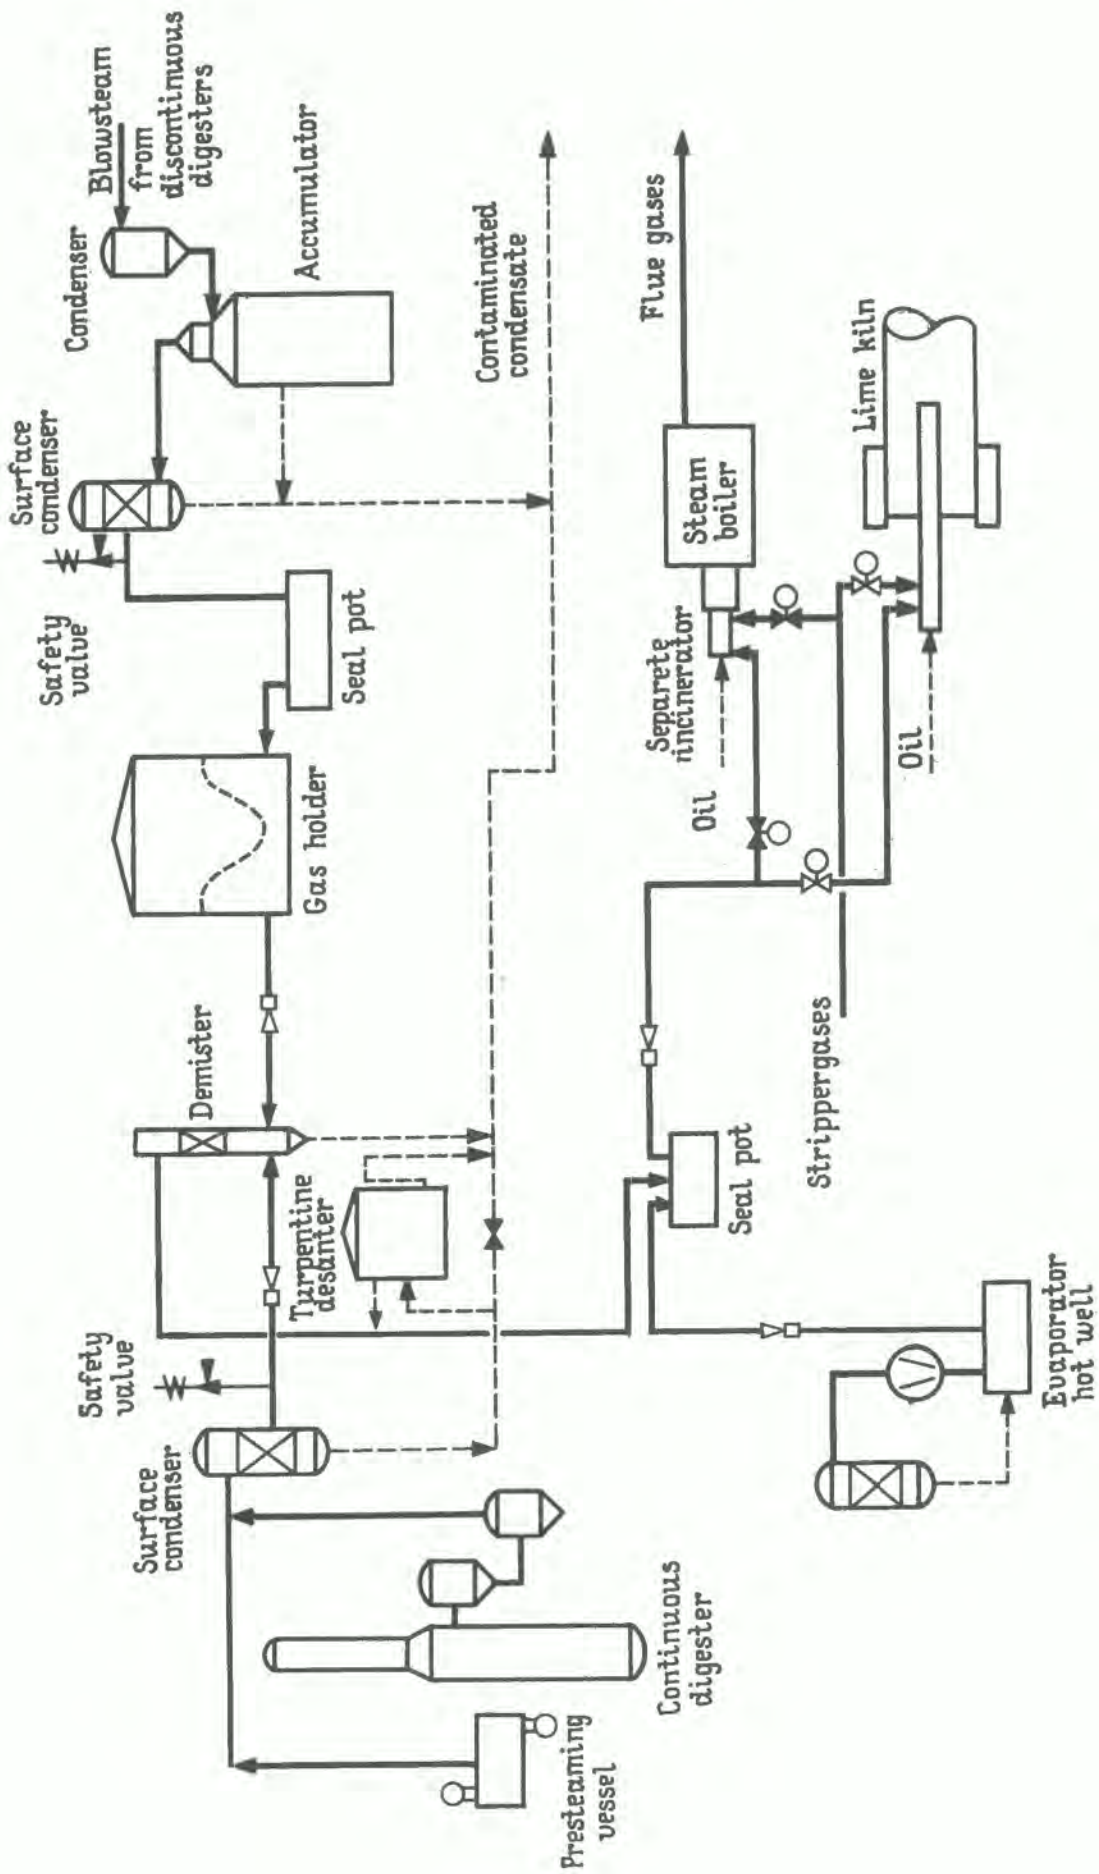 Blowsteam
from
discontinuous
digesters
Condenser
Accumulator
Surface
condenser
Safety
valve
Seal pot
Gas holder
Contaminated
condensate
Demister
Turpentine
desanter
Safety
valve
Surface
condenser
Presteaming
vessel
Continuous
digester
Flue gases
Steam
boiler
Separete
incinerator
Oil
Lime kiln
Oil
Strippergases
Seal pot
Evaporator
hot well